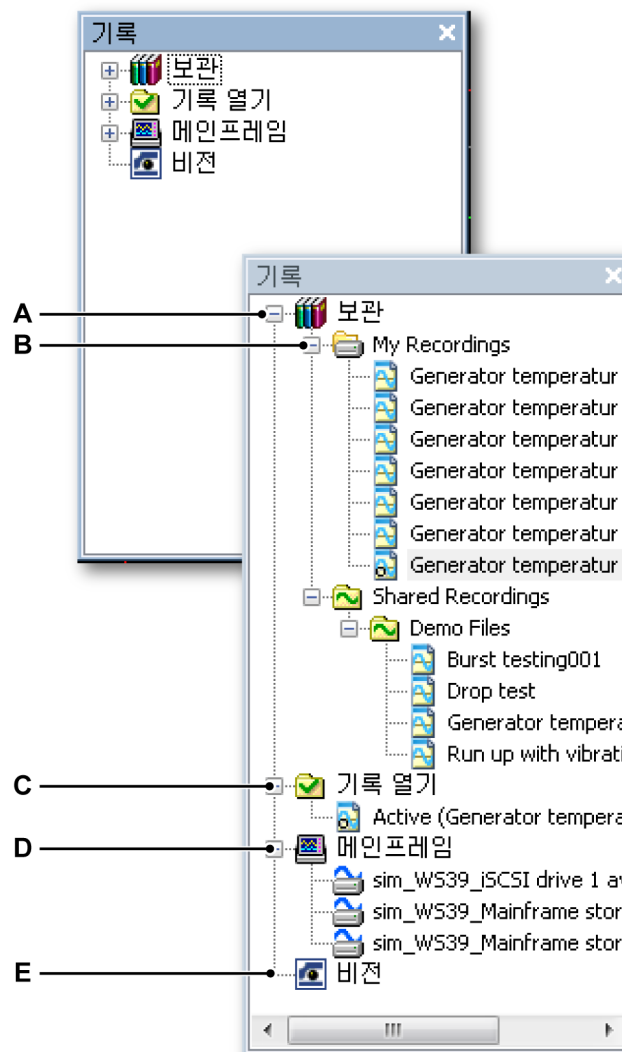 기록
보관
기록 열기
메인프레임
비전
기록
A 보관
B My Recordings
Generator temperatur
Generator temperatur
Generator temperatur
Generator temperatur
Generator temperatur
Generator temperatur
Generator temperatur
Shared Recordings
Demo Files
Burst testing001
Drop test
Generator tempera
Run up with vibrati
C 기록 열기
Active (Generator tempera
D 메인프레임
sim_WS39_iSCSI drive 1 av
sim_WS39_Mainframe stor
sim_WS39_Mainframe stor
E 비전